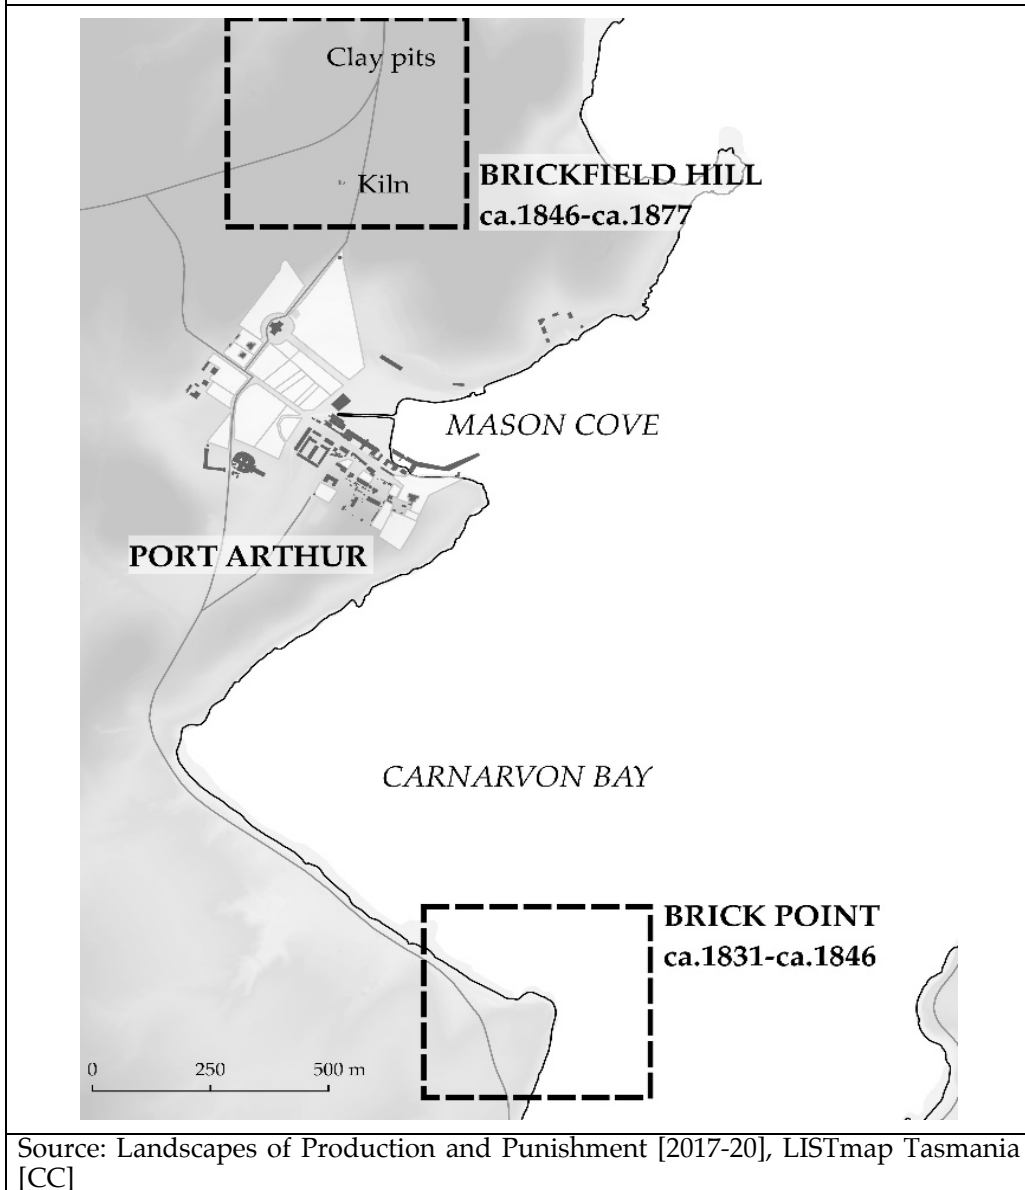 Clay pits
Kiln
BRICKFIELD HILL
ca.1846-ca.1877
MASON COVE
PORT ARTHUR
CARNARVON BAY
BRICK POINT
ca.1831-ca.1846
0 250 500 m
Source: Landscapes of Production and Punishment [2017-20], LISTmap Tasmania
[CC]